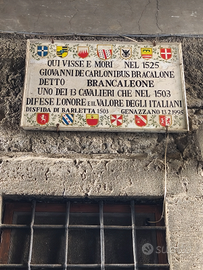 QUI VISSE E MORÌ NEL 1525
GIOVANNI DE CARLONIBUS BRACALONE
DETTO BRANCALEONE
UNO DEI 13 CAVALIERI CHE NEL 1503
DIFESE L'ONORE E IL VALORE DEGLI ITALIANI
DISFIDA DI BARLETTA 1503 GENAZZANO 13 2 1998